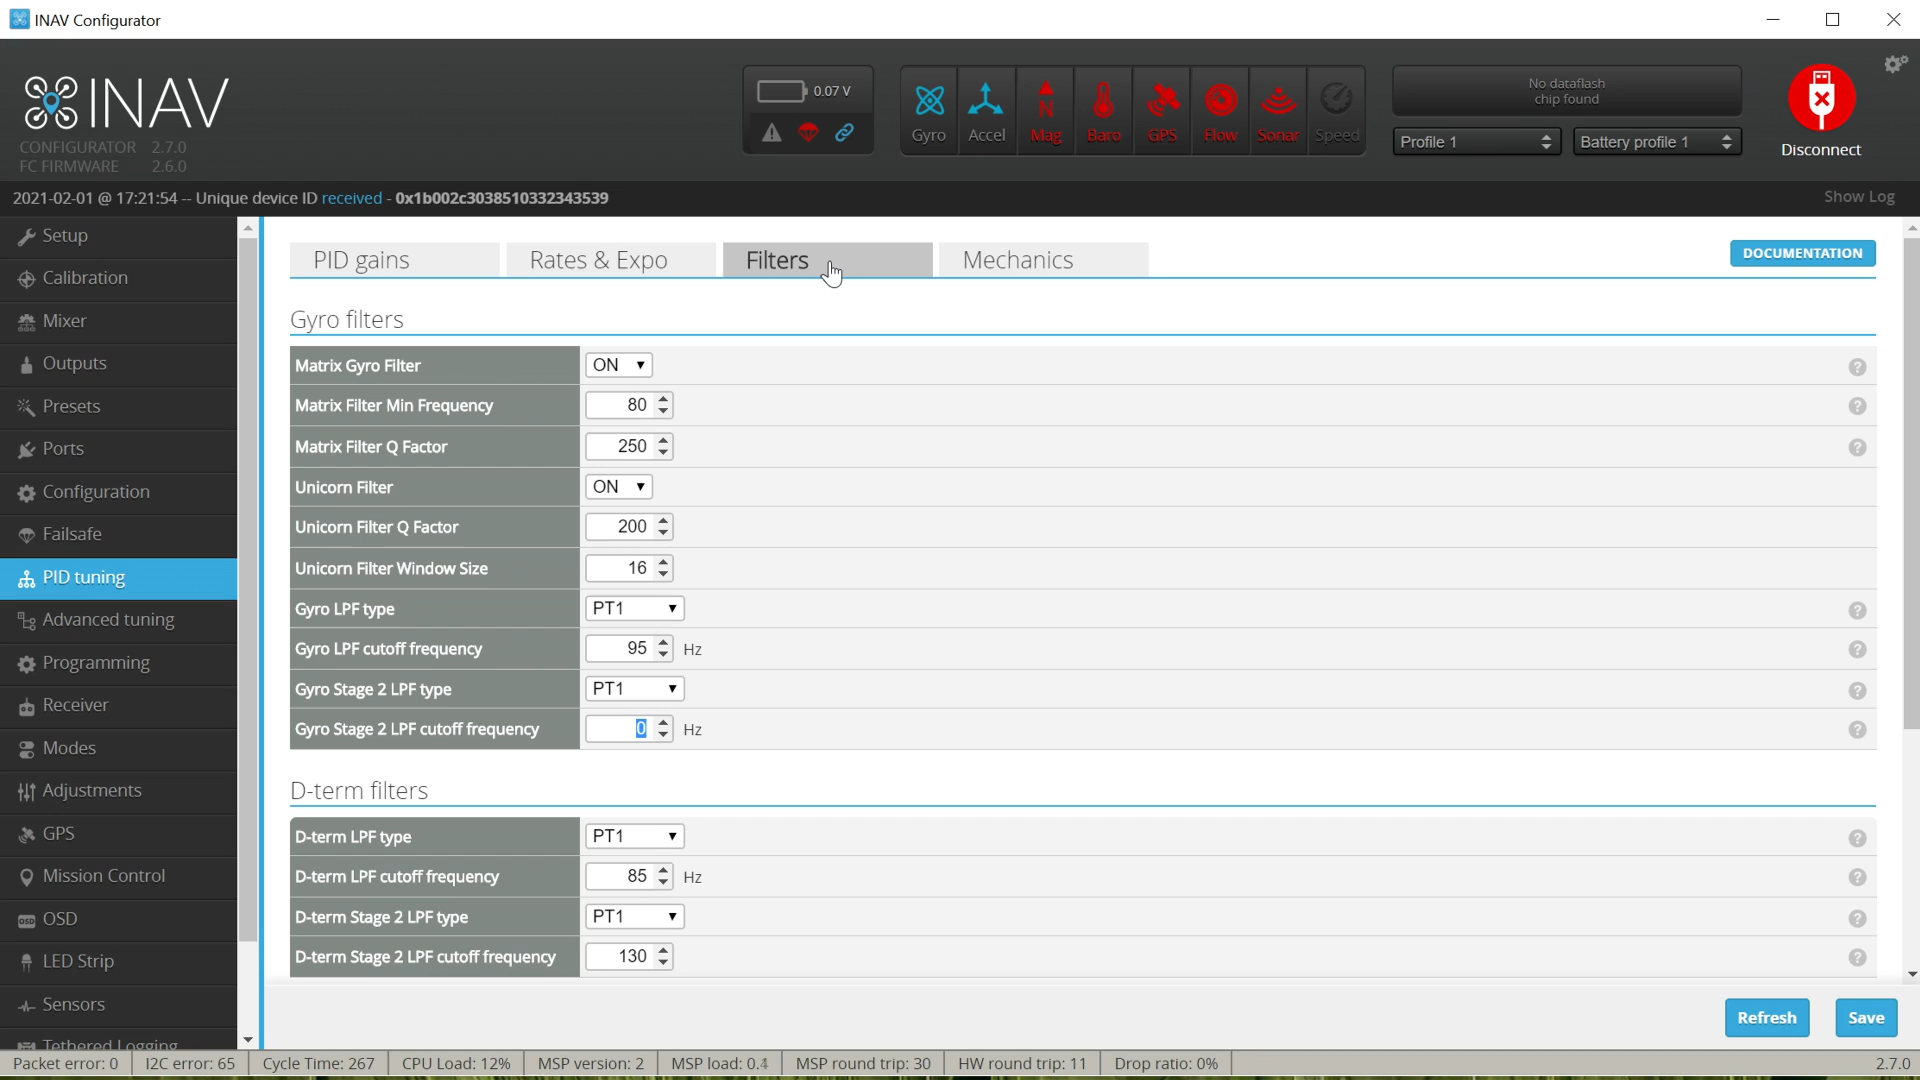 INAV Configurator
INAV
CONFIGURATOR 2.7.0
FC FIRMWARE 2.6.0
0.07 V
Gyro Accel Mag Baro GPS Flow Sonar Speed
No dataflash
chip found
Profile 1 Battery profile 1
Disconnect
2021-02-01 @ 17:21:54 -- Unique device ID received - 0x1b002c3038510332343539 Show Log
Setup
Calibration
Mixer
Outputs
Presets
Ports
Configuration
Failsafe
PID tuning
Advanced tuning
Programming
Receiver
Modes
Adjustments
GPS
Mission Control
OSD
LED Strip
Sensors
Tethered Logging
PID gains Rates & Expo Filters Mechanics DOCUMENTATION
Gyro filters
Matrix Gyro Filter ON ?
Matrix Filter Min Frequency 80 ?
Matrix Filter Q Factor 250 ?
Unicorn Filter ON
Unicorn Filter Q Factor 200
Unicorn Filter Window Size 16
Gyro LPF type PT1 ?
Gyro LPF cutoff frequency 95 Hz ?
Gyro Stage 2 LPF type PT1 ?
Gyro Stage 2 LPF cutoff frequency 0 Hz ?
D-term filters
D-term LPF type PT1 ?
D-term LPF cutoff frequency 85 Hz ?
D-term Stage 2 LPF type PT1 ?
D-term Stage 2 LPF cutoff frequency 130 ?
Refresh Save
Packet error: 0 I2C error: 65 Cycle Time: 267 CPU Load: 12% MSP version: 2 MSP load: 0.4 MSP round trip: 30 HW round trip: 11 Drop ratio: 0% 2.7.0